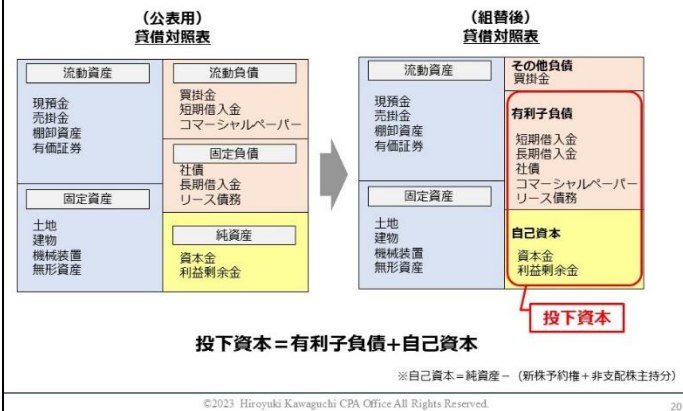 （公表用）
貸借対照表
流動資産
現預金
売掛金
棚卸資産
有価証券
固定資産
土地
建物
機械装置
無形資産
流動負債
買掛金
短期借入金
コマーシャルペーパー
固定負債
社債
長期借入金
リース債務
純資産
資本金
利益剰余金
（組替後）
貸借対照表
流動資産
現預金
売掛金
棚卸資産
有価証券
固定資産
土地
建物
機械装置
無形資産
その他負債
買掛金
有利子負債
短期借入金
長期借入金
社債
コマーシャルペーパー
リース債務
自己資本
資本金
利益剰余金
投下資本
投下資本＝有利子負債＋自己資本
※自己資本＝純資産－（新株予約権＋非支配株主持分）
©2023 Hiroyuki Kawaguchi CPA Office All Rights Reserved.
20